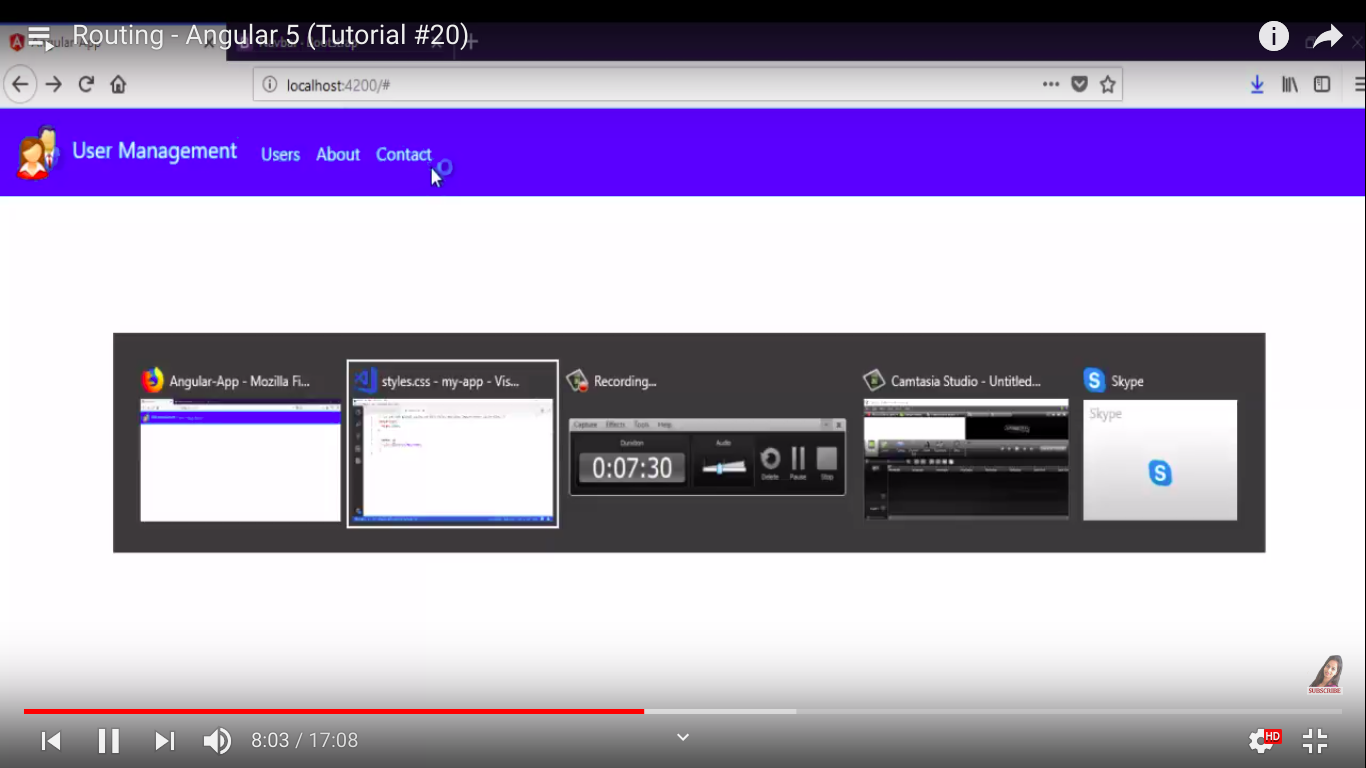 Routing - Angular 5 (Tutorial #20)
localhost:4200/#
User Management
Users About Contact
Angular-App - Mozilla Fi...
styles.css - my-app - Vis...
Recording...
Camtasia Studio - Untitled...
Skype
Capture Effects Tools Help
Skype
Duration
Audio
0:07:30
Delete Pause Stop
SUBSCRIBE
8:03 / 17:08
HD